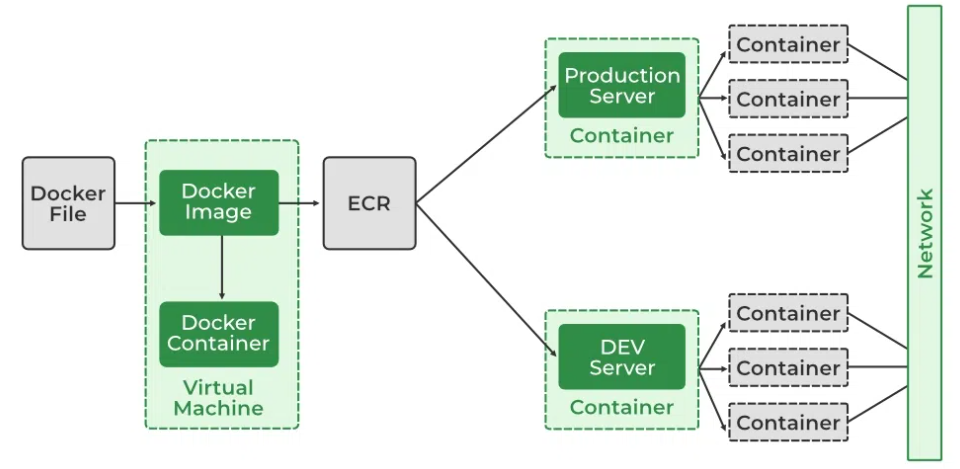 Docker
File
Docker
Image
Docker
Container
Virtual
Machine
ECR
Production
Server
Container
Container
Container
Container
DEV
Server
Container
Container
Container
Container
Network